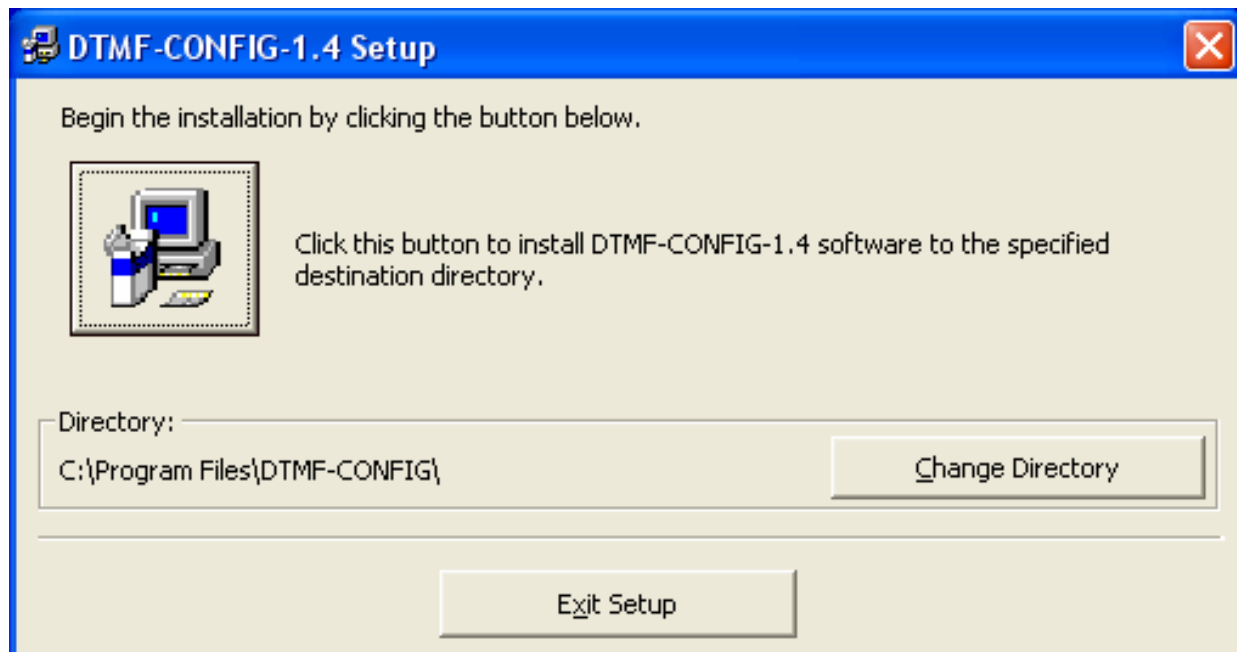 DTMF-CONFIG-1.4 Setup
Begin the installation by clicking the button below.
Click this button to install DTMF-CONFIG-1.4 software to the specified
destination directory.
Directory:
C:\Program Files\DTMF-CONFIG\
Change Directory
Exit Setup